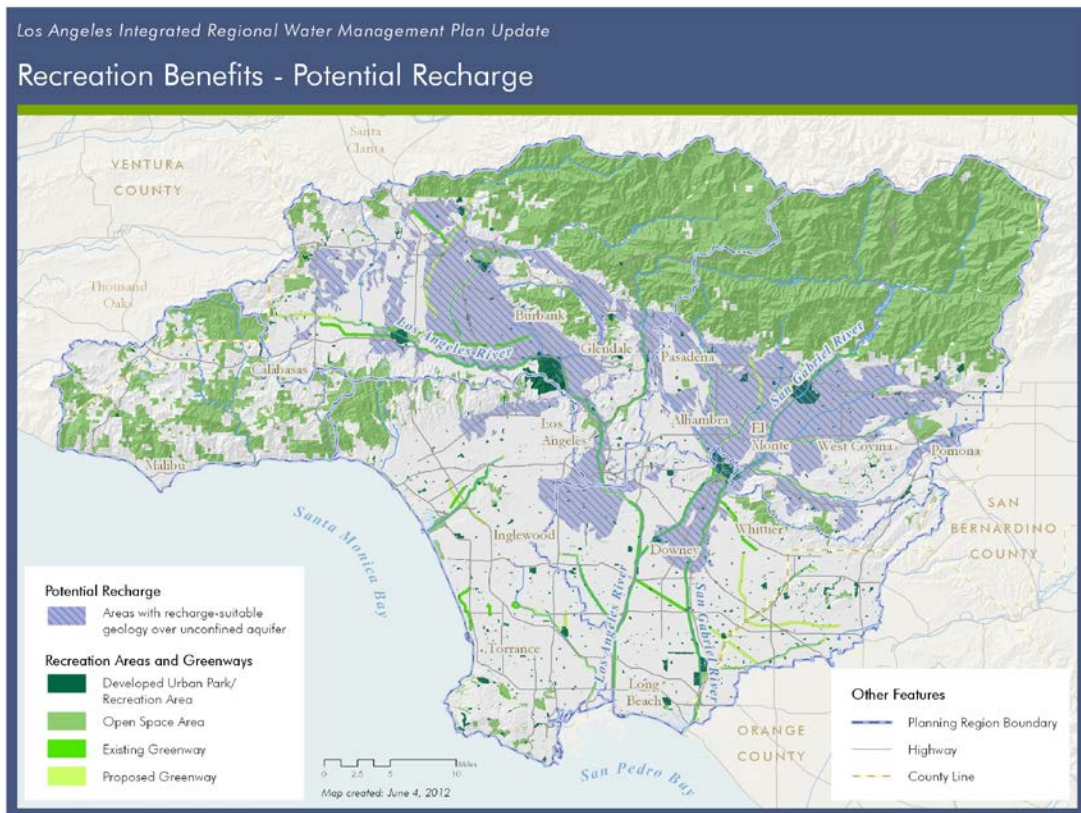 Los Angeles Integrated Regional Water Management Plan Update
Recreation Benefits - Potential Recharge
Santa
Clarita
VENTURA
COUNTY
Thousand
Oaks
Burbank
Los Angeles River
Glendale
Pasadena
San Gabriel River
Calabasas
Alhambra
El
Monte
West Covina
Los
Angeles
Pomona
Malibu
SAN
BERNARDINO
COUNTY
Santa Monica Bay
Inglewood
Whittier
Downey
Los Angeles River
San Gabriel River
Torrance
Long
Beach
ORANGE
COUNTY
San Pedro Bay
Potential Recharge
Areas with recharge-suitable
geology over unconfined aquifer
Recreation Areas and Greenways
Developed Urban Park/
Recreation Area
Open Space Area
Existing Greenway
Proposed Greenway
0 2.5 5 10 Miles
Map created: June 4, 2012
Other Features
Planning Region Boundary
Highway
County Line